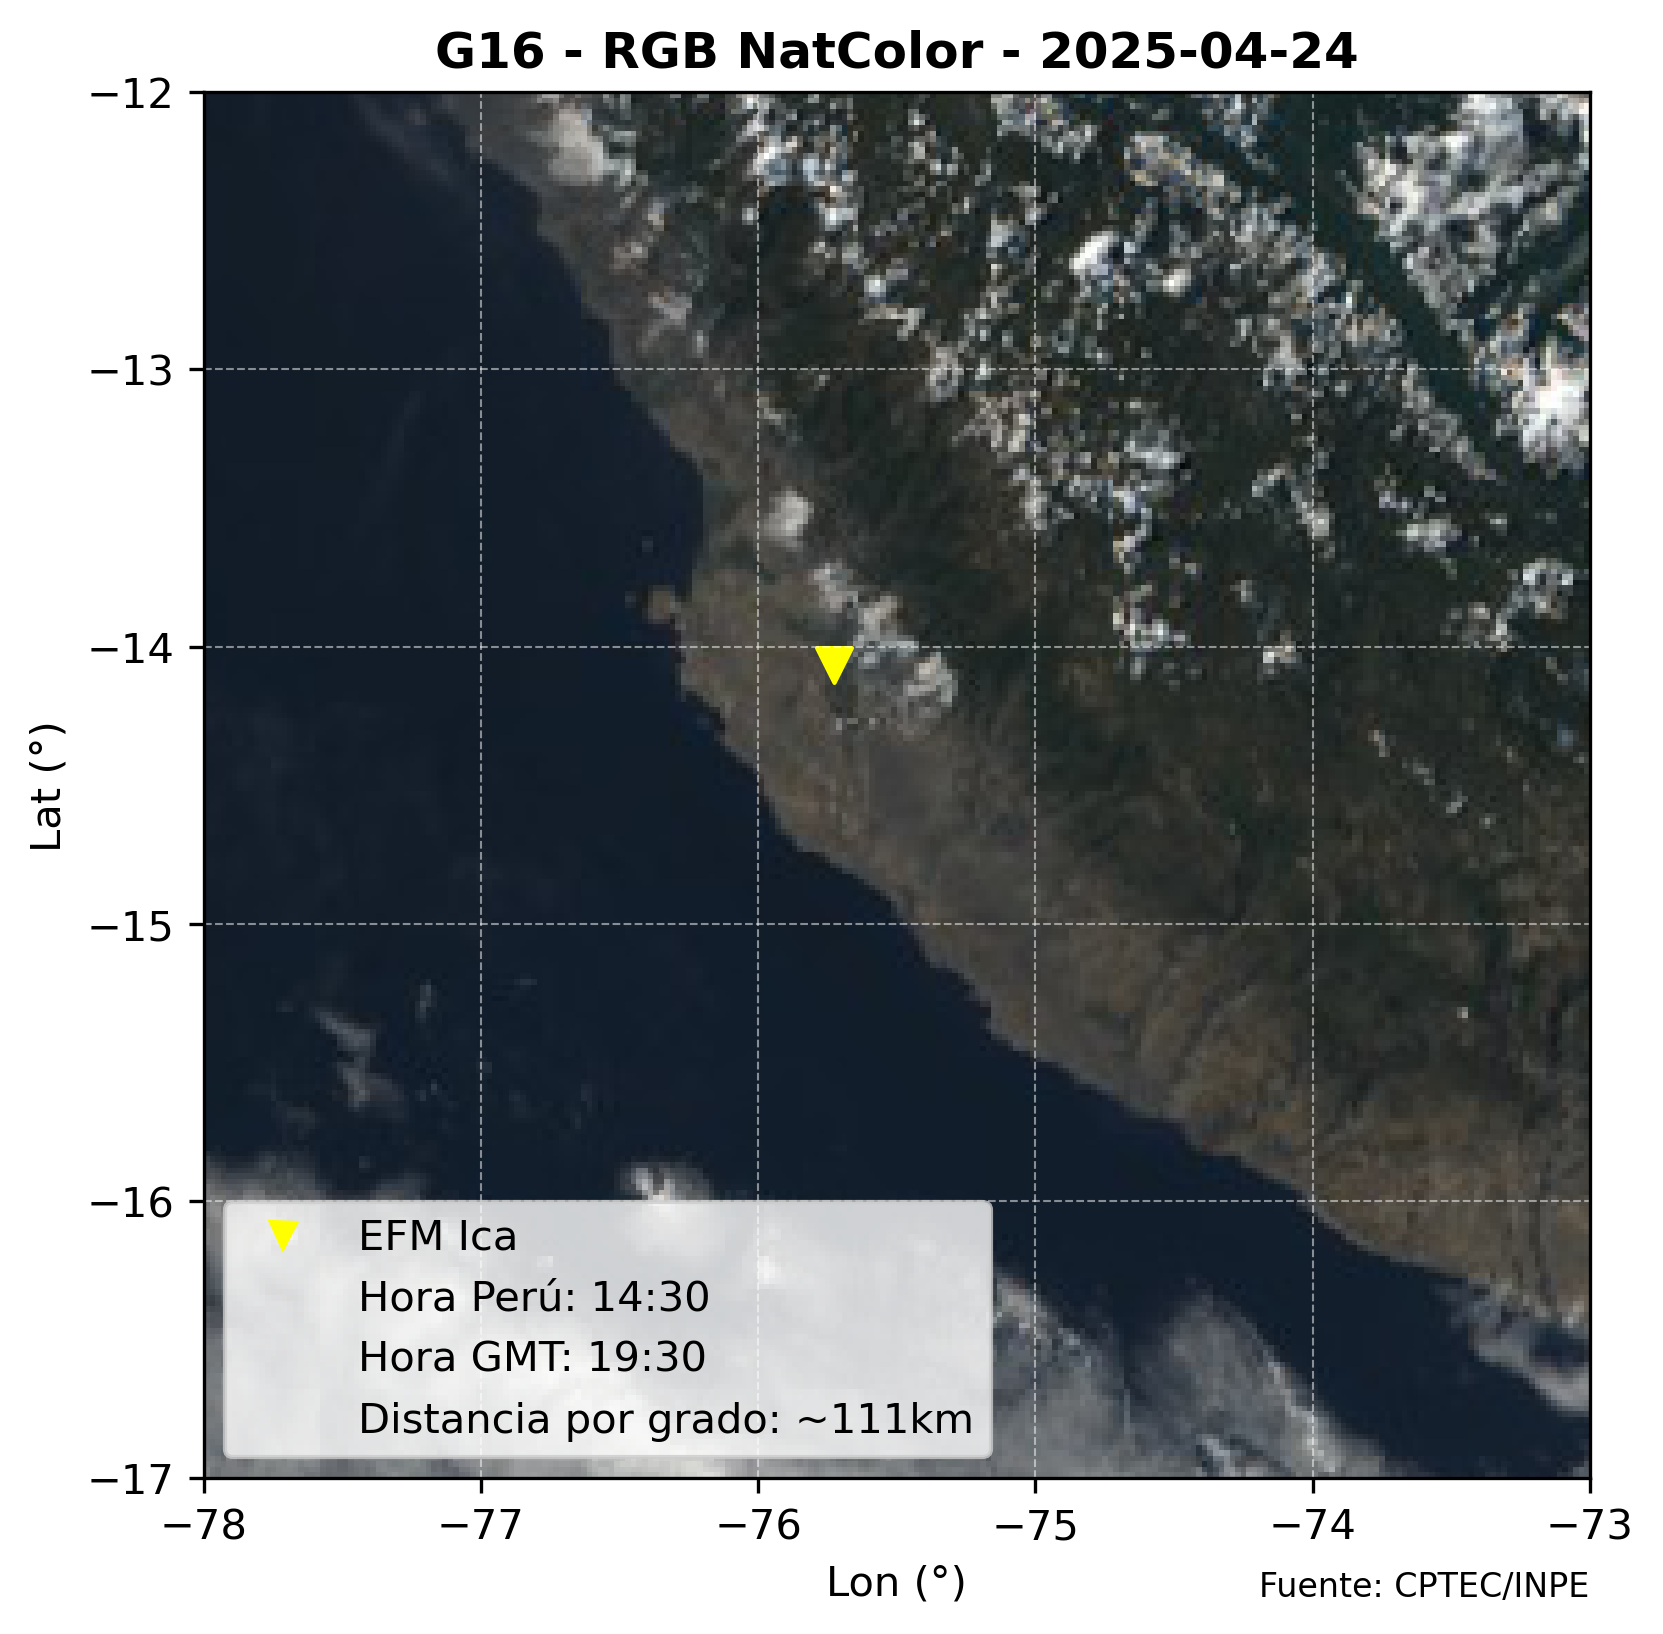 G16 - RGB NatColor - 2025-04-24
−12
−13
−14
−15
−16
−17
Lat (°)
EFM Ica
Hora Perú: 14:30
Hora GMT: 19:30
Distancia por grado: ~111km
−78 −77 −76 −75 −74 −73
Lon (°)
Fuente: CPTEC/INPE